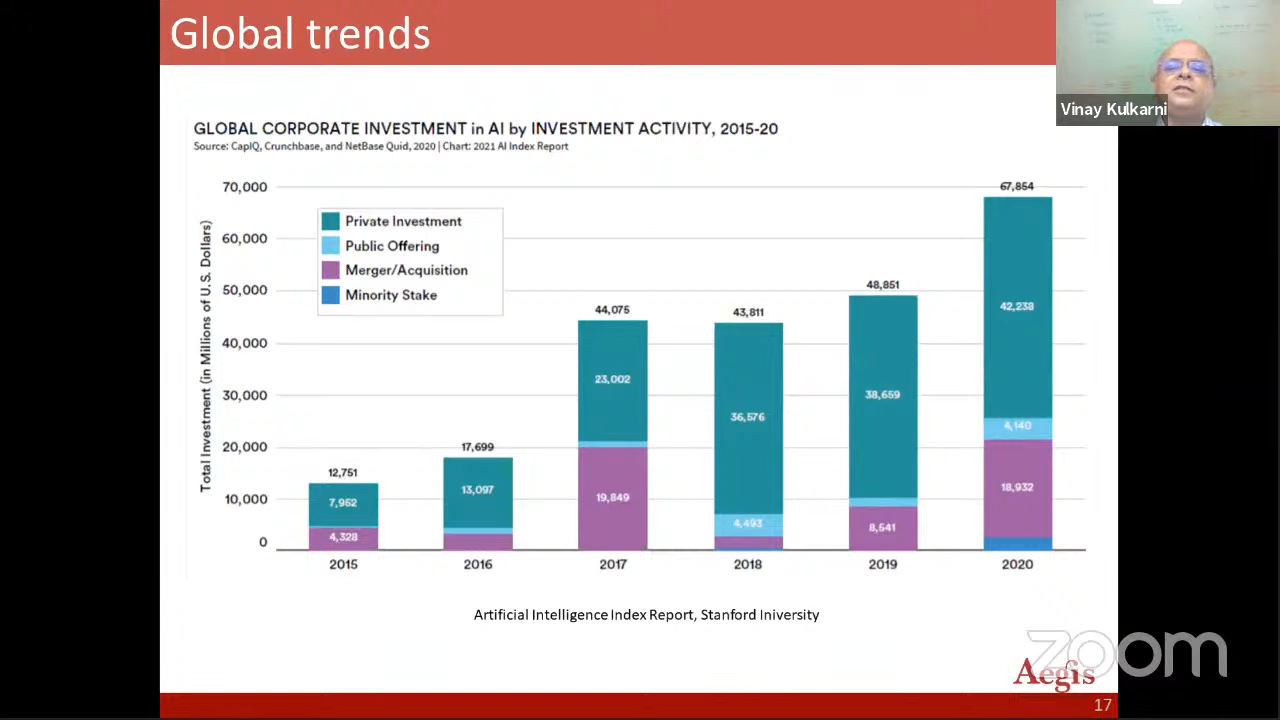 Global trends
Vinay Kulkarni
GLOBAL CORPORATE INVESTMENT in AI by INVESTMENT ACTIVITY, 2015-20
Source: CapIQ, Crunchbase, and NetBase Quid, 2020 | Chart: 2021 AI Index Report
Total Investment (in Millions of U.S. Dollars)
70,000
60,000
50,000
40,000
30,000
20,000
10,000
0
Private Investment
Public Offering
Merger/Acquisition
Minority Stake
12,751
7,952
4,328
17,699
13,097
44,075
23,002
19,849
43,811
36,576
4,493
48,851
38,659
8,541
67,854
42,238
4,140
18,932
2015 2016 2017 2018 2019 2020
Artificial Intelligence Index Report, Stanford Iniversity
zoom
Aegis
17